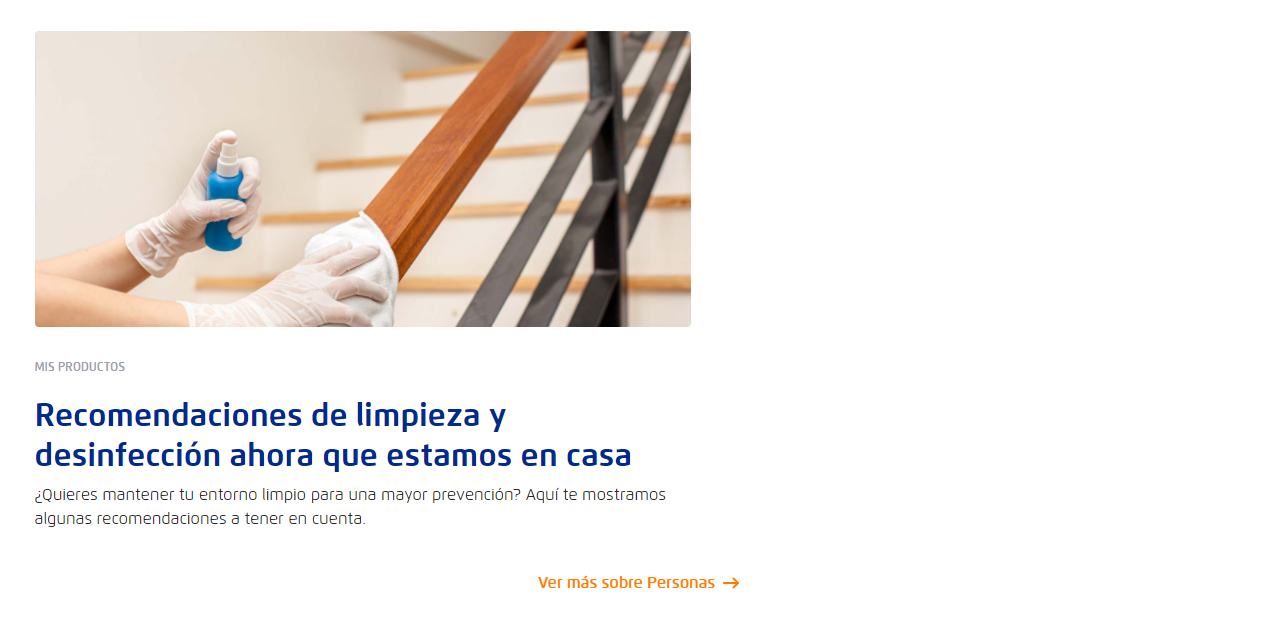 MIS PRODUCTOS
Recomendaciones de limpieza y
desinfección ahora que estamos en casa
¿Quieres mantener tu entorno limpio para una mayor prevención? Aquí te mostramos
algunas recomendaciones a tener en cuenta.
Ver más sobre Personas →